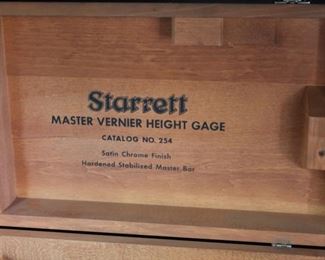 Starrett
MASTER VERNIER HEIGHT GAGE
CATALOG NO. 254
Satin Chrome Finish
Hardened Stabilized Master Bar